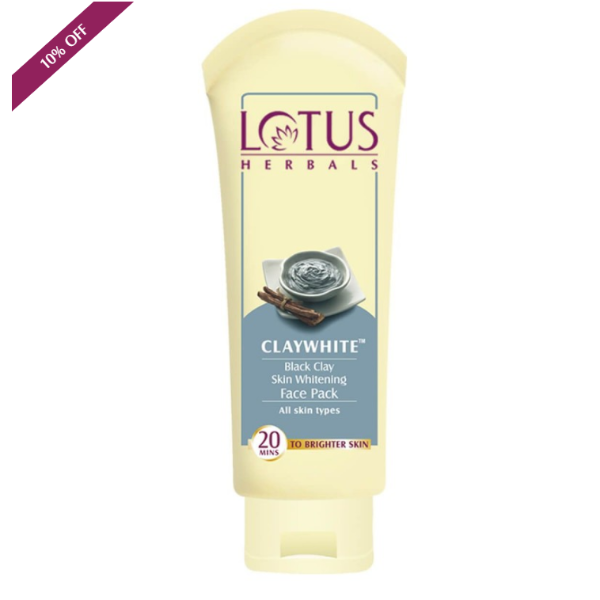 10% OFF
LOTUS
HERBALS
CLAYWHITE™
Black Clay
Skin Whitening
Face Pack
All skin types
20
MINS
TO BRIGHTER SKIN